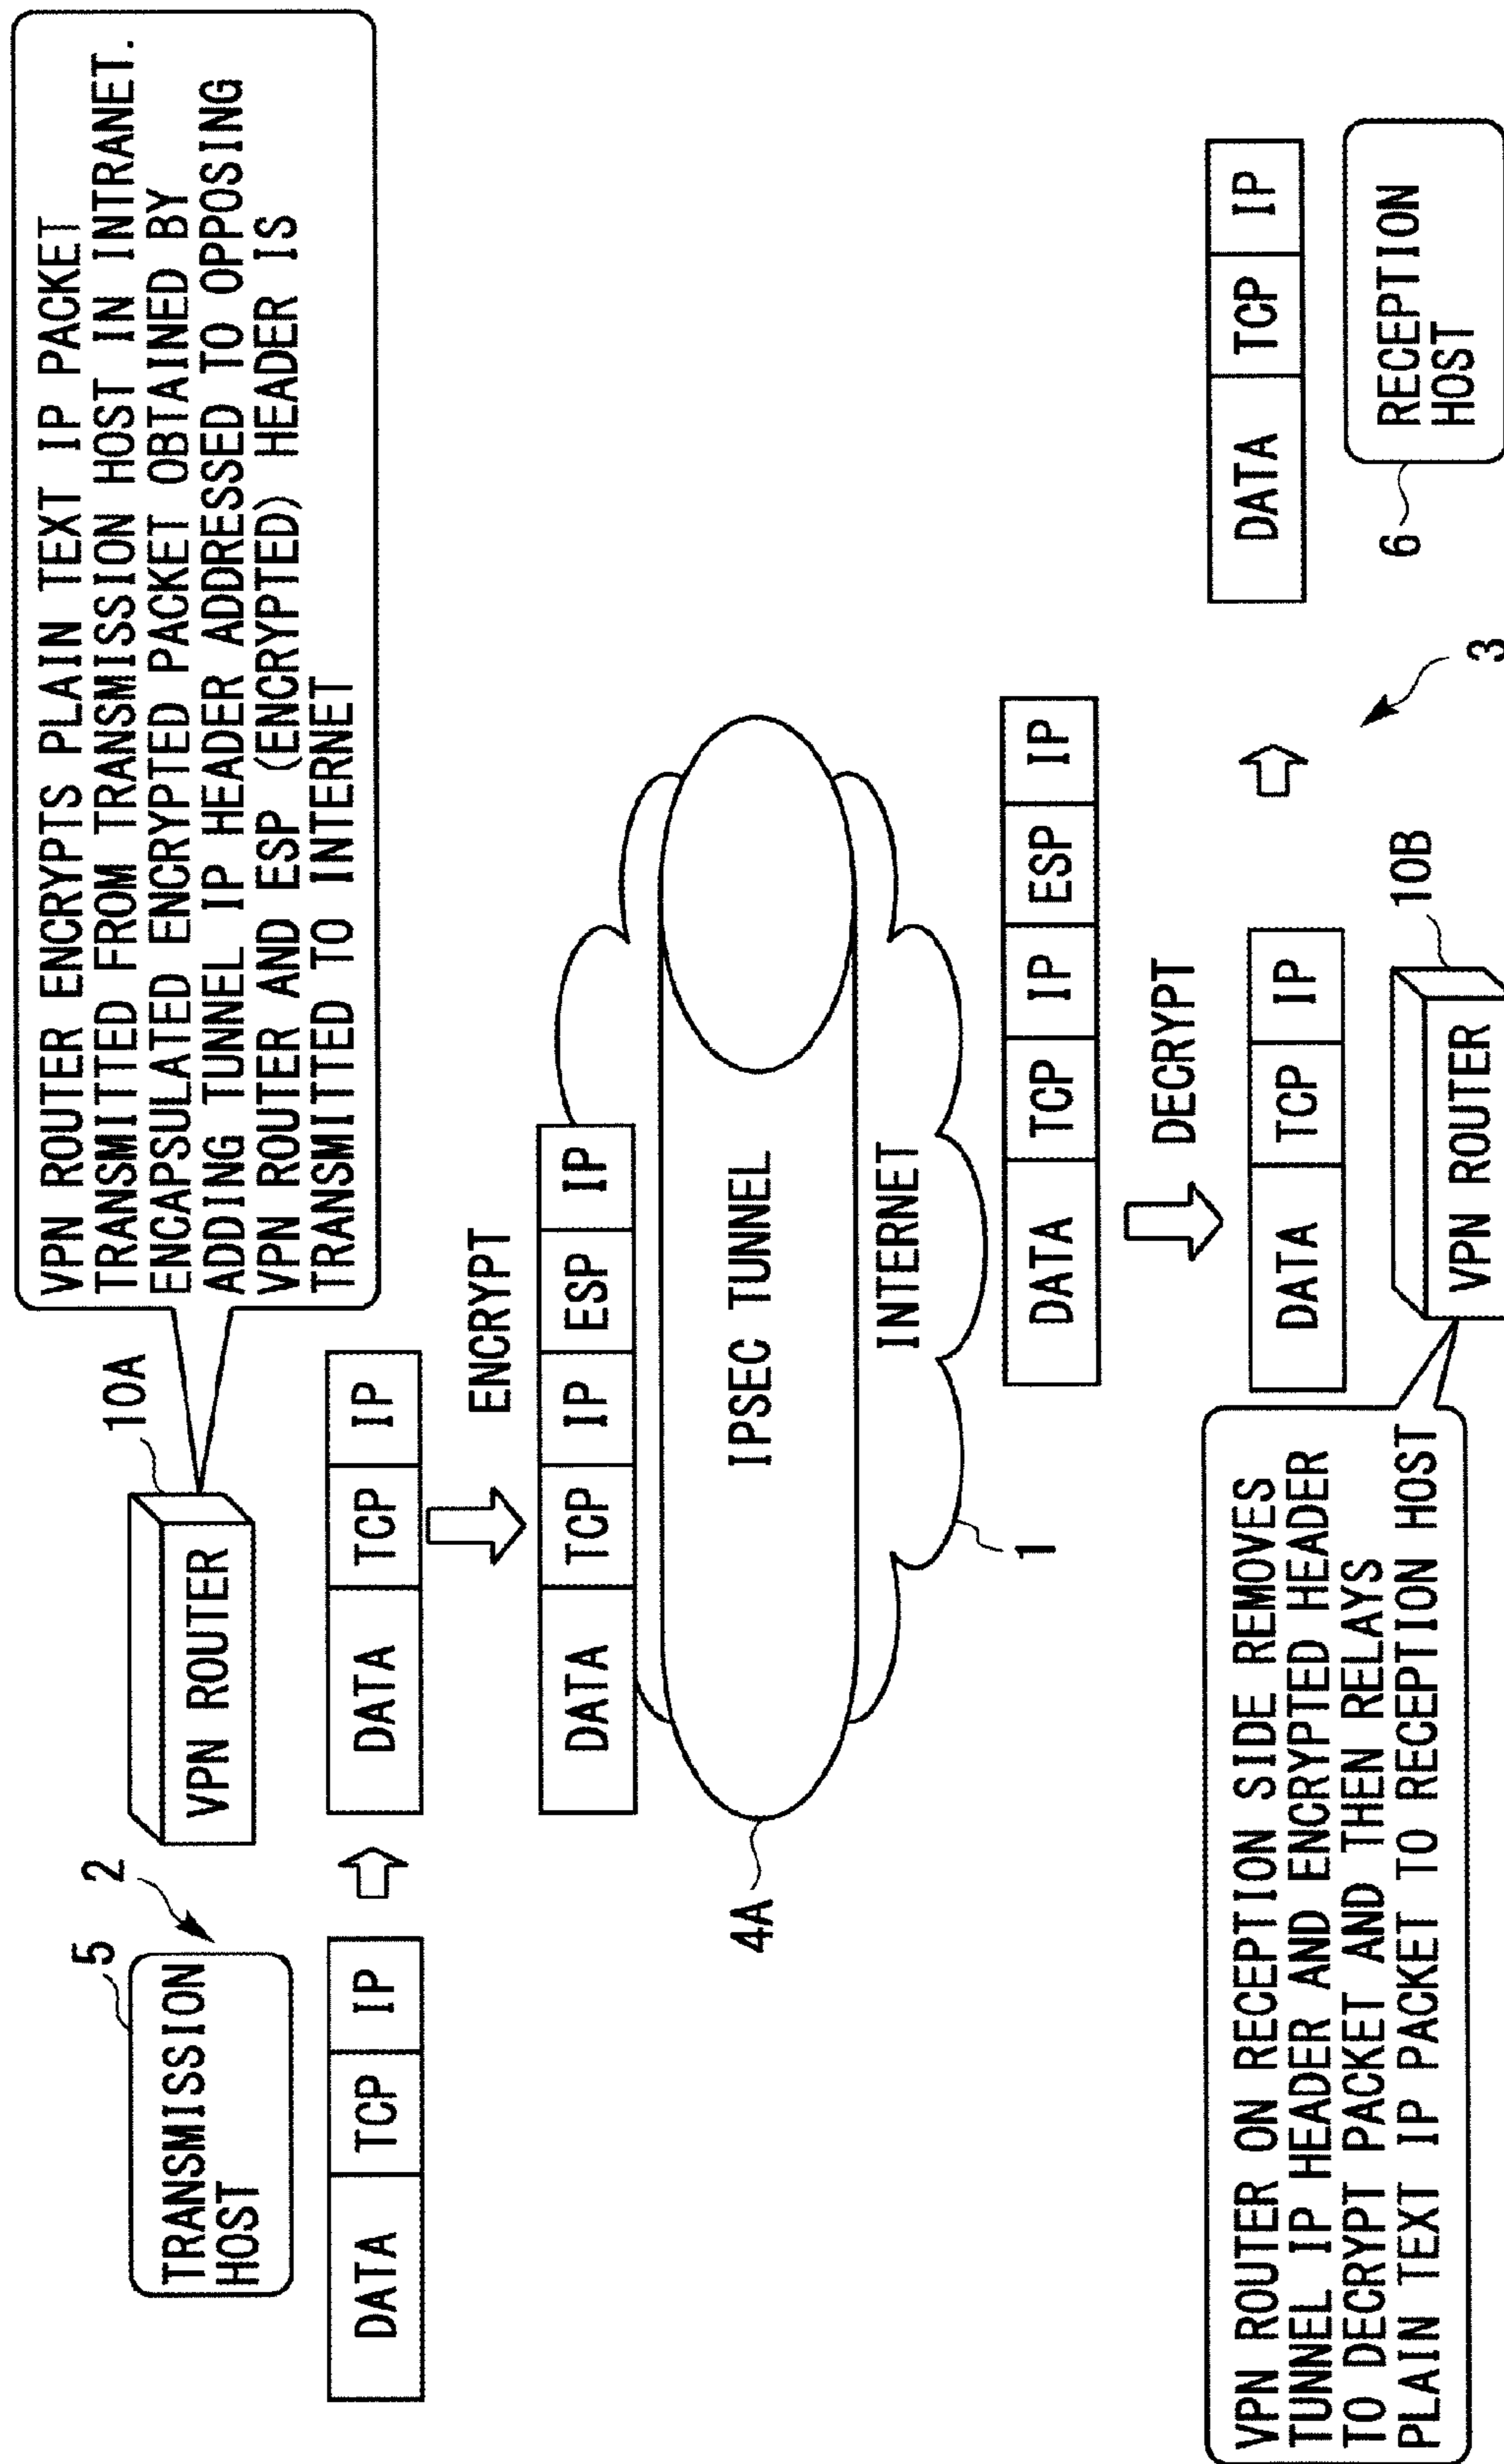 5
TRANSMISSION
HOST
2
10A
VPN ROUTER
VPN ROUTER ENCRYPTS PLAIN TEXT IP PACKET
TRANSMITTED FROM TRANSMISSION HOST IN INTRANET.
ENCAPSULATED ENCRYPTED PACKET OBTAINED BY
ADDING TUNNEL IP HEADER ADDRESSED TO OPPOSING
VPN ROUTER AND ESP (ENCRYPTED) HEADER IS
TRANSMITTED TO INTERNET
DATA TCP IP
DATA TCP IP
ENCRYPT
DATA TCP IP ESP IP
IPSEC TUNNEL
4A
INTERNET
1
DATA TCP IP ESP IP
DECRYPT
DATA TCP IP
10B
VPN ROUTER
VPN ROUTER ON RECEPTION SIDE REMOVES
TUNNEL IP HEADER AND ENCRYPTED HEADER
TO DECRYPT PACKET AND THEN RELAYS
PLAIN TEXT IP PACKET TO RECEPTION HOST
3
DATA TCP IP
RECEPTION
HOST
6